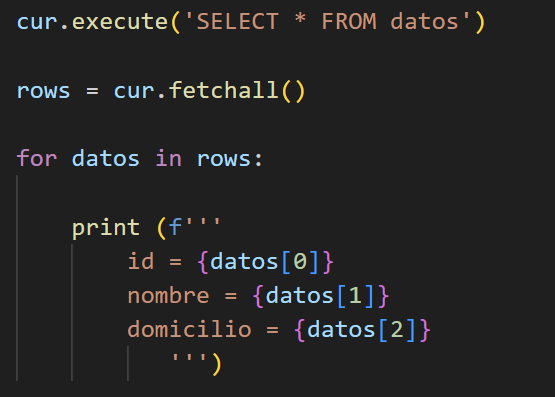 cur.execute('SELECT * FROM datos')
rows = cur.fetchall()
for datos in rows:
print (f'''
id = {datos[0]}
nombre = {datos[1]}
domicilio = {datos[2]}
''')